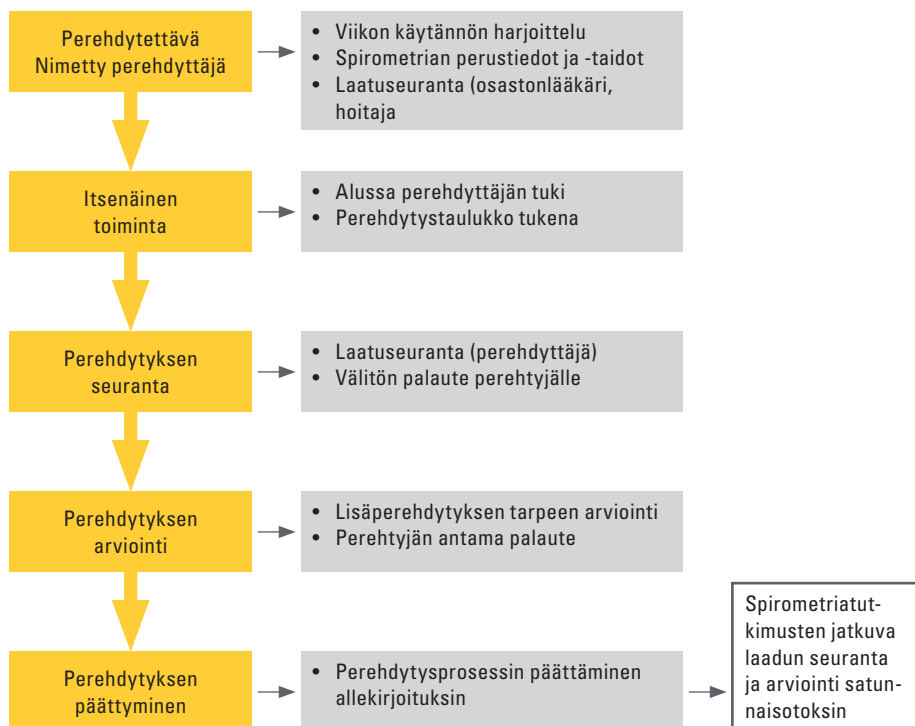 Perehdytettävä
Nimetty perehdyttäjä
• Viikon käytännön harjoittelu
• Spirometrian perustiedot ja -taidot
• Laatuseuranta (osastonlääkäri,
hoitaja
Itsenäinen
toiminta
• Alussa perehdyttäjän tuki
• Perehdytystaulukko tukena
Perehdytyksen
seuranta
• Laatuseuranta (perehdyttäjä)
• Välitön palaute perehtyjälle
Perehdytyksen
arviointi
• Lisäperehdytyksen tarpeen arviointi
• Perehtyjän antama palaute
Perehdytyksen
päättyminen
• Perehdytysprosessin päättäminen
allekirjoituksin
Spirometriatut-
kimusten jatkuva
laadun seuranta
ja arviointi satun-
naisotoksin